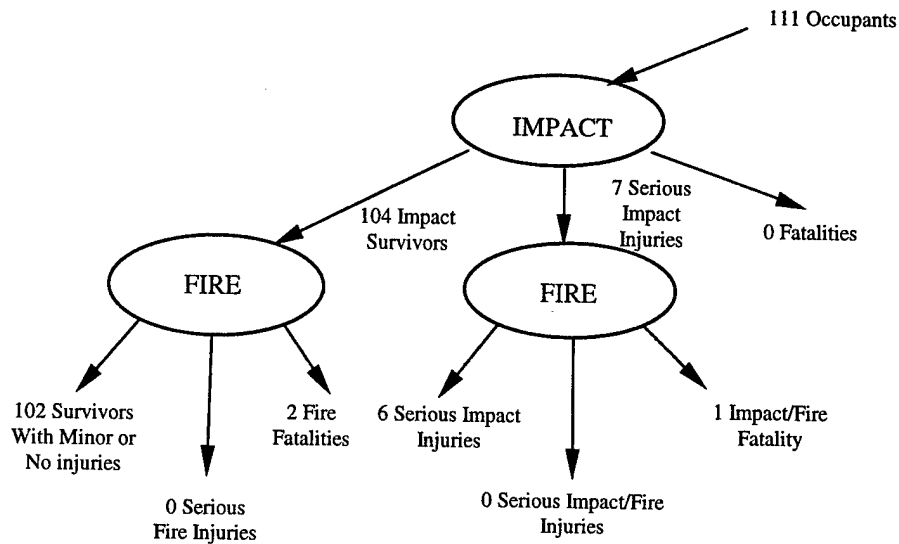 111 Occupants
IMPACT
104 Impact
Survivors
7 Serious
Impact
Injuries
0 Fatalities
FIRE
FIRE
102 Survivors
With Minor or
No injuries
0 Serious
Fire Injuries
2 Fire
Fatalities
6 Serious Impact
Injuries
0 Serious Impact/Fire
Injuries
1 Impact/Fire
Fatality